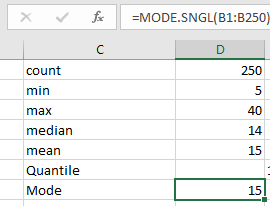 =MODE.SNGL(B1:B250)
C D
count 250
min 5
max 40
median 14
mean 15
Quantile
Mode 15